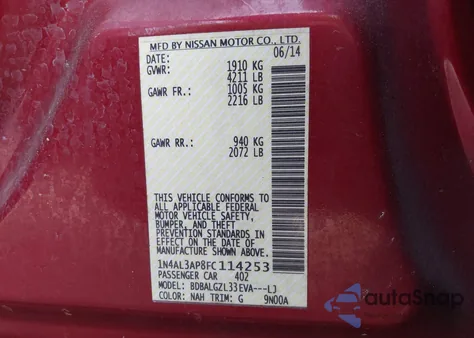 MFD BY NISSAN MOTOR CO., LTD.
DATE: 06/14
GVWR: 1910 KG
4211 LB
GAWR FR.: 1005 KG
2216 LB
GAWR RR.: 940 KG
2072 LB
THIS VEHICLE CONFORMS TO
ALL APPLICABLE FEDERAL
MOTOR VEHICLE SAFETY,
BUMPER, AND THEFT
PREVENTION STANDARDS IN
EFFECT ON THE DATE OF
MANUFACTURE SHOWN ABOVE.
1N4AL3AP8FC114253
PASSENGER CAR 402
MODEL: BDBALGZL33EVA---LJ
COLOR: NAH TRIM: G 9N00A
autoSnap